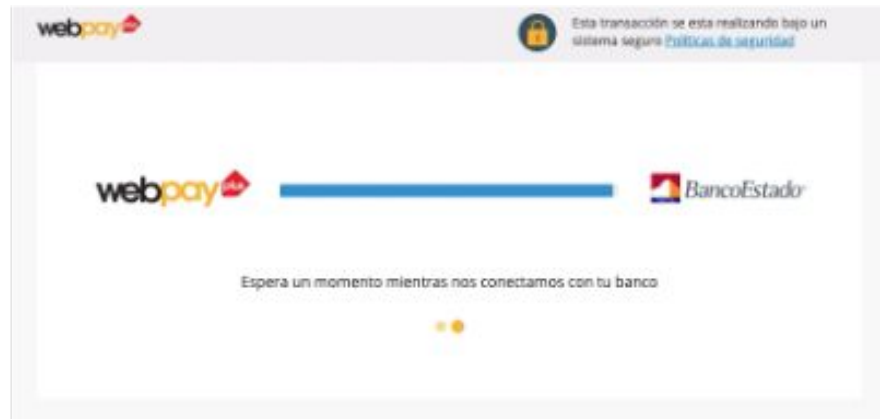 webpay
Esta transacción se esta realizando bajo un
sistema seguro Políticas de seguridad
webpay plus
BancoEstado
Espera un momento mientras nos conectamos con tu banco